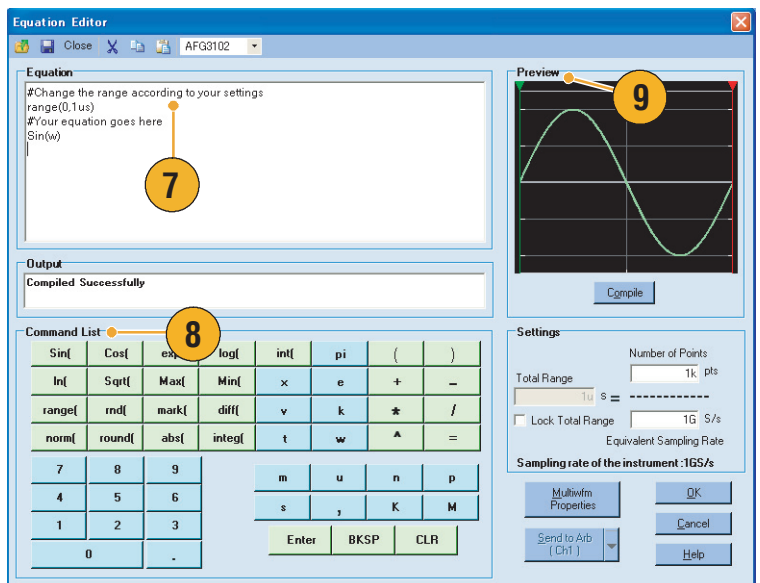 Equation Editor
Close AFG3102
Equation
#Change the range according to your settings
range(0,1us)
#Your equation goes here
Sin(w)
7
Preview
9
Compile
Output
Compiled Successfully
Command List
8
Sin( Cos( log( int( pi ( )
ln( Sqrt( Max( Min( x e + -
range( rnd( mark( diff( v k * /
norm( round( abs( integ( t w ^ =
7 8 9
4 5 6
1 2 3
0 .
m u n p
s , K M
Enter BKSP CLR
Settings
Number of Points
Total Range 1k pts
1u s = ------------
Lock Total Range 1G S/s
Equivalent Sampling Rate
Sampling rate of the instrument :1GS/s
Multiwfm Properties
OK
Send to Arb (Ch1)
Cancel
Help